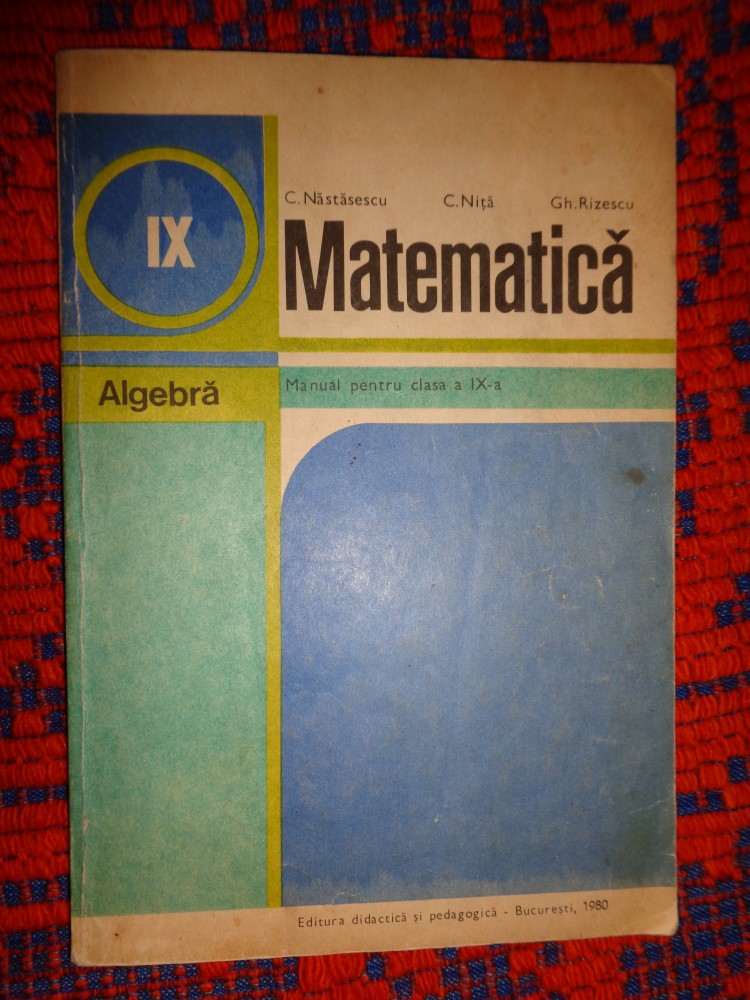 C. Năstăsescu C. Niță Gh. Rizescu
IX
Matematică
Manual pentru clasa a IX-a
Algebră
Editura didactică și pedagogică - București, 1980